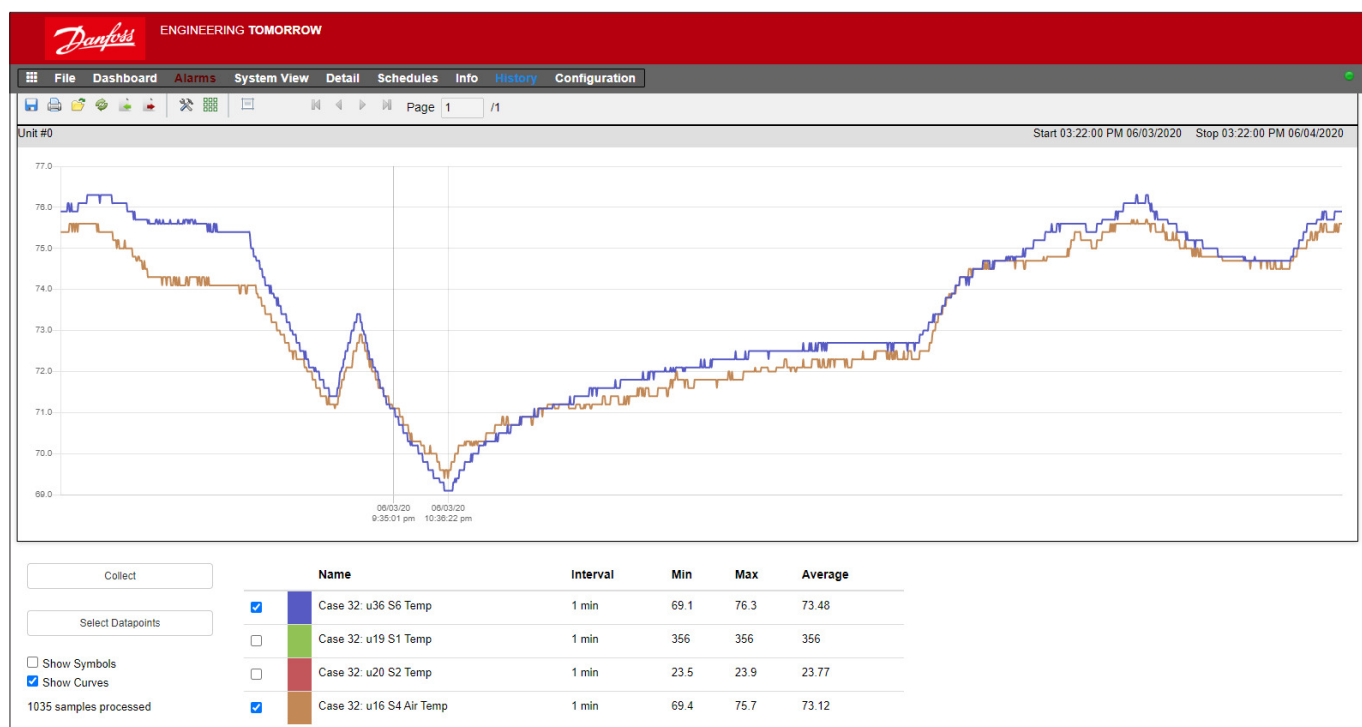 Danfoss ENGINEERING TOMORROW
File Dashboard Alarms System View Detail Schedules Info History Configuration
Page 1 /1
Unit #0 Start 03:22:00 PM 06/03/2020 Stop 03:22:00 PM 06/04/2020
77.0
76.0
75.0
74.0
73.0
72.0
71.0
70.0
69.0
06/03/20 06/03/20
9:35:01 pm 10:36:22 pm
Collect
Select Datapoints
Show Symbols
Show Curves
1035 samples processed
Name Interval Min Max Average
Case 32: u36 S6 Temp 1 min 69.1 76.3 73.48
Case 32: u19 S1 Temp 1 min 356 356 356
Case 32: u20 S2 Temp 1 min 23.5 23.9 23.77
Case 32: u16 S4 Air Temp 1 min 69.4 75.7 73.12